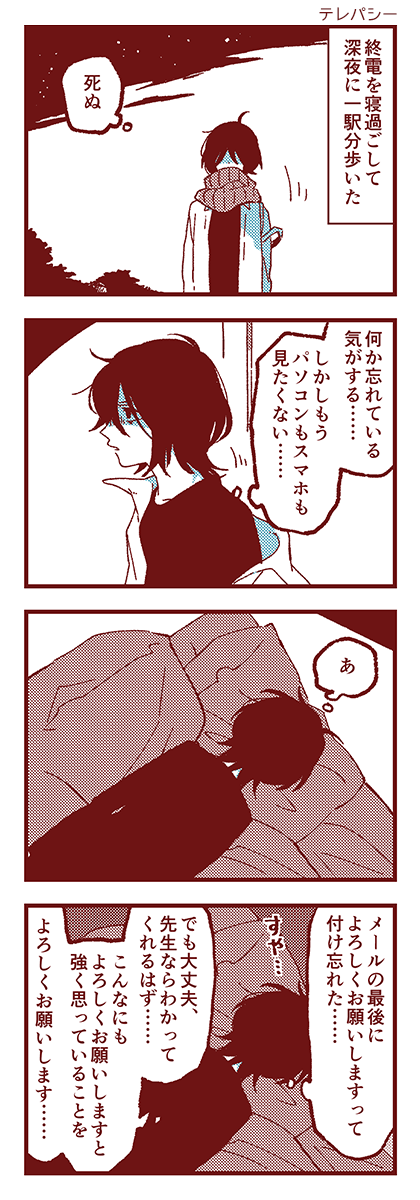 テレパシー
終電を寝過ごして
深夜に一駅分歩いた
死ぬ
何か忘れている
気がする……
しかしもう
パソコンもスマホも
見たくない……
あ
メールの最後に
よろしくお願いしますって
付け忘れた……
すや…
でも大丈夫、
先生ならわかって
くれるはず……
こんなにも
よろしくお願いしますと
強く思っていることを
よろしくお願いします……